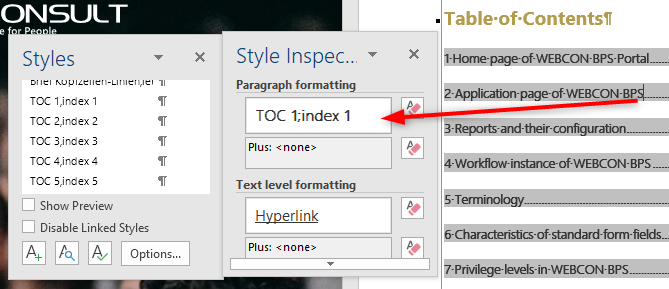 ONSULT
e for People
Styles
Brief Kopfzeilen-Linien,lef
TOC 1;index 1 ¶
TOC 2;index 2 ¶
TOC 3;index 3 ¶
TOC 4;index 4 ¶
TOC 5;index 5 ¶
Show Preview
Disable Linked Styles
Options...
Style Inspec...
Paragraph formatting
TOC 1;index 1
Plus: <none>
Text level formatting
Hyperlink
Plus: <none>
Table·of·Contents¶
1·Home·page·of·WEBCON·BPS·Portal
2·Application·page·of·WEBCON·BPS
3·Reports·and·their·configuration
4·Workflow·instance·of·WEBCON·BPS
5·Terminology
6·Characteristics·of·standard·form·fields
7·Privilege·levels·in·WEBCON·BPS